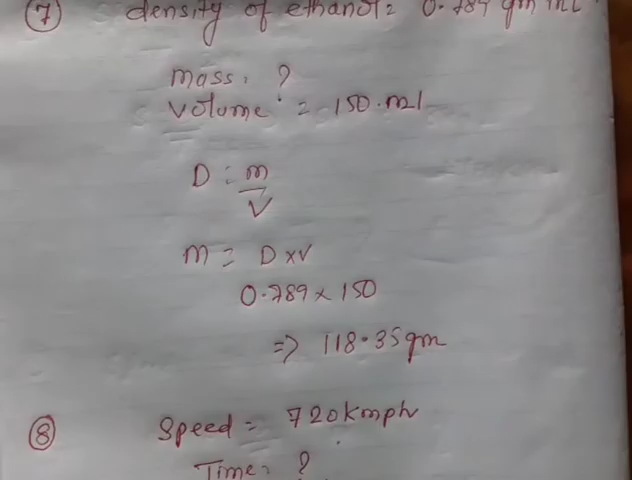 (7) density of ethanol = 0.789 gm ml
mass: ?
volume = 150.ml
D = m
V
m = D x V
0.789 x 150
=> 118.35 gm
(8) Speed = 720 kmph
Time = ?